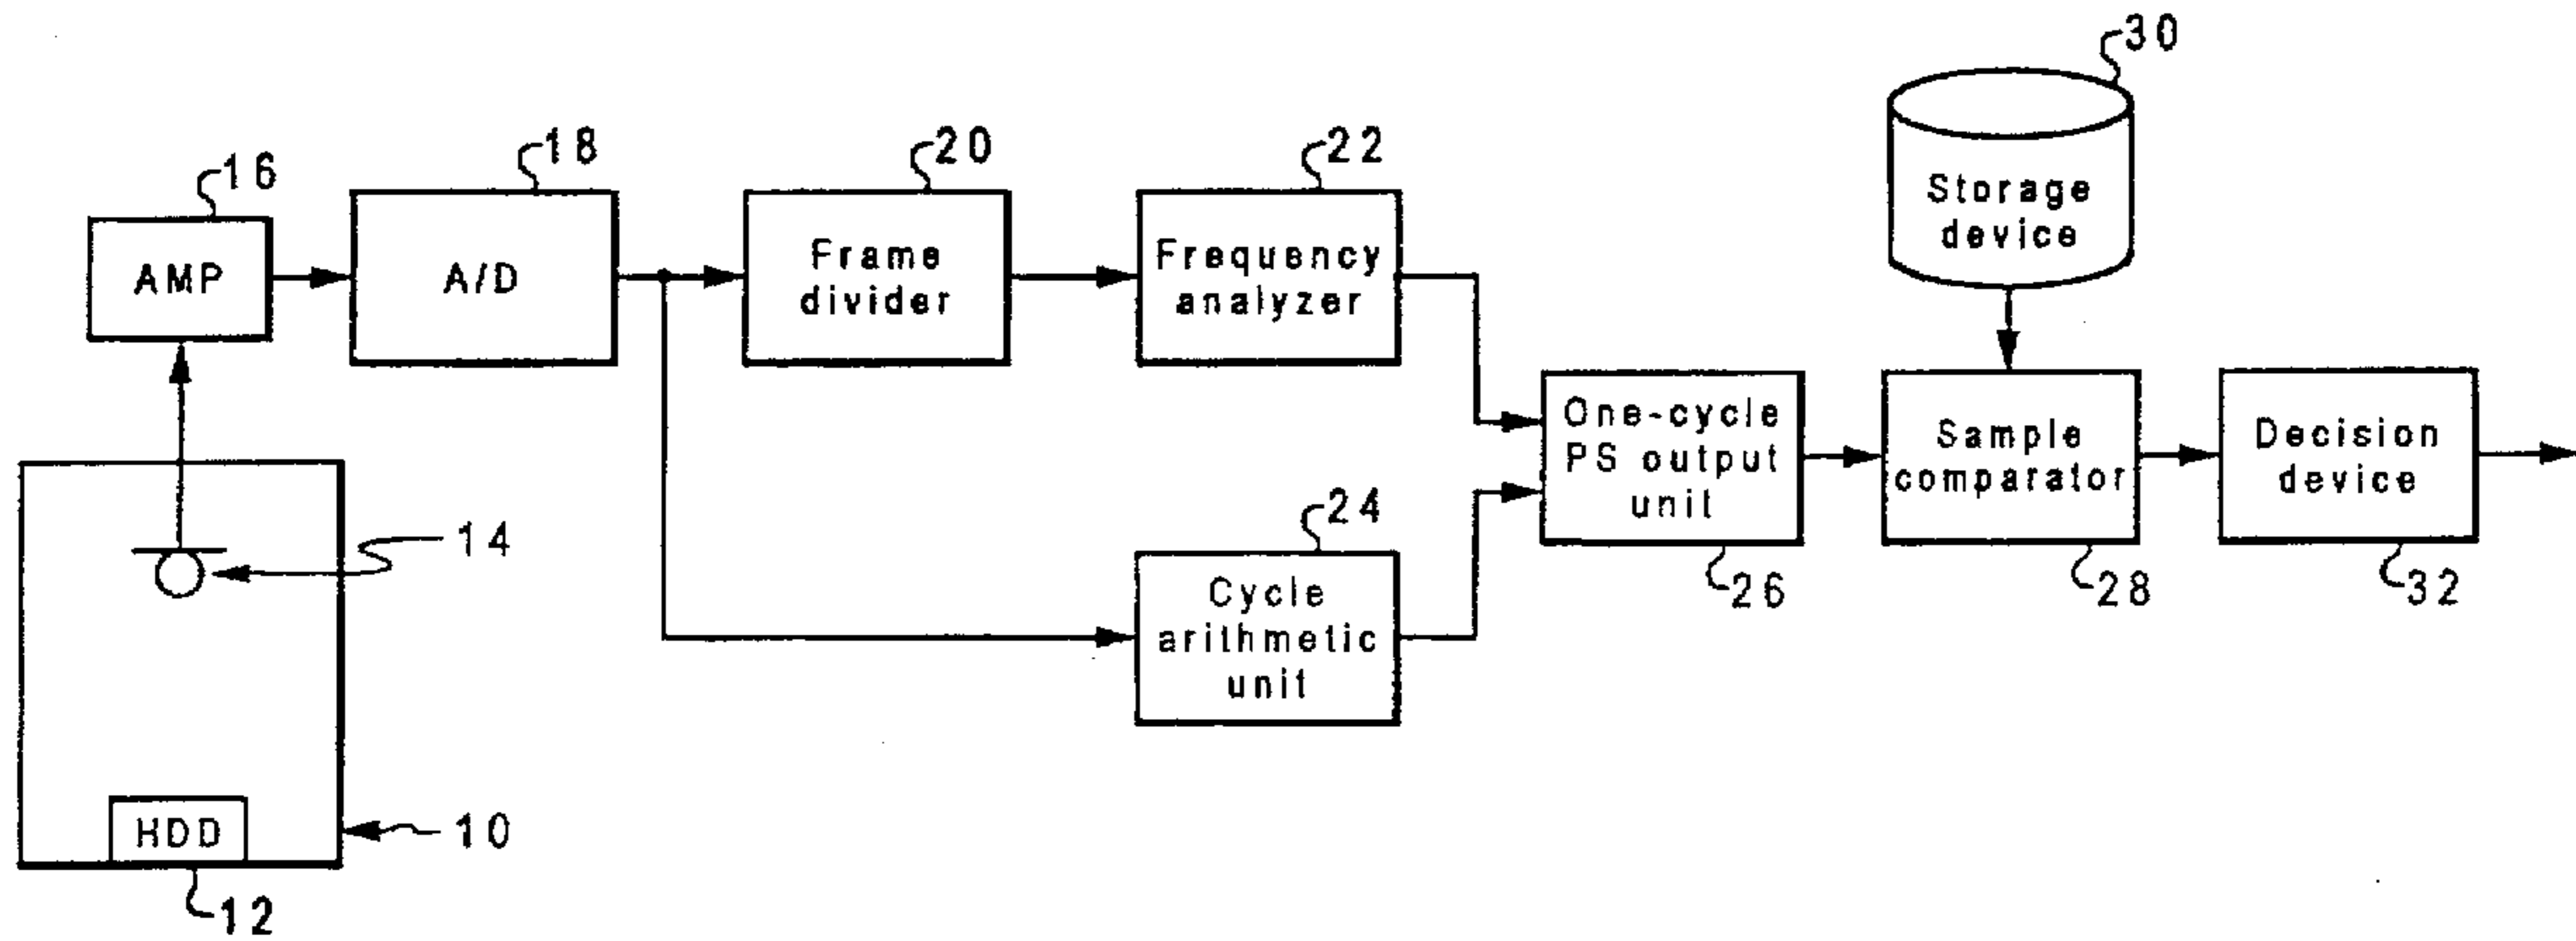 30
16
18
20
22
AMP
A/D
Frame
divider
Frequency
analyzer
Storage
device
One-cycle
PS output
unit
Sample
comparator
Decision
device
14
24
26
28
32
Cycle
arithmetic
unit
HDD
10
12